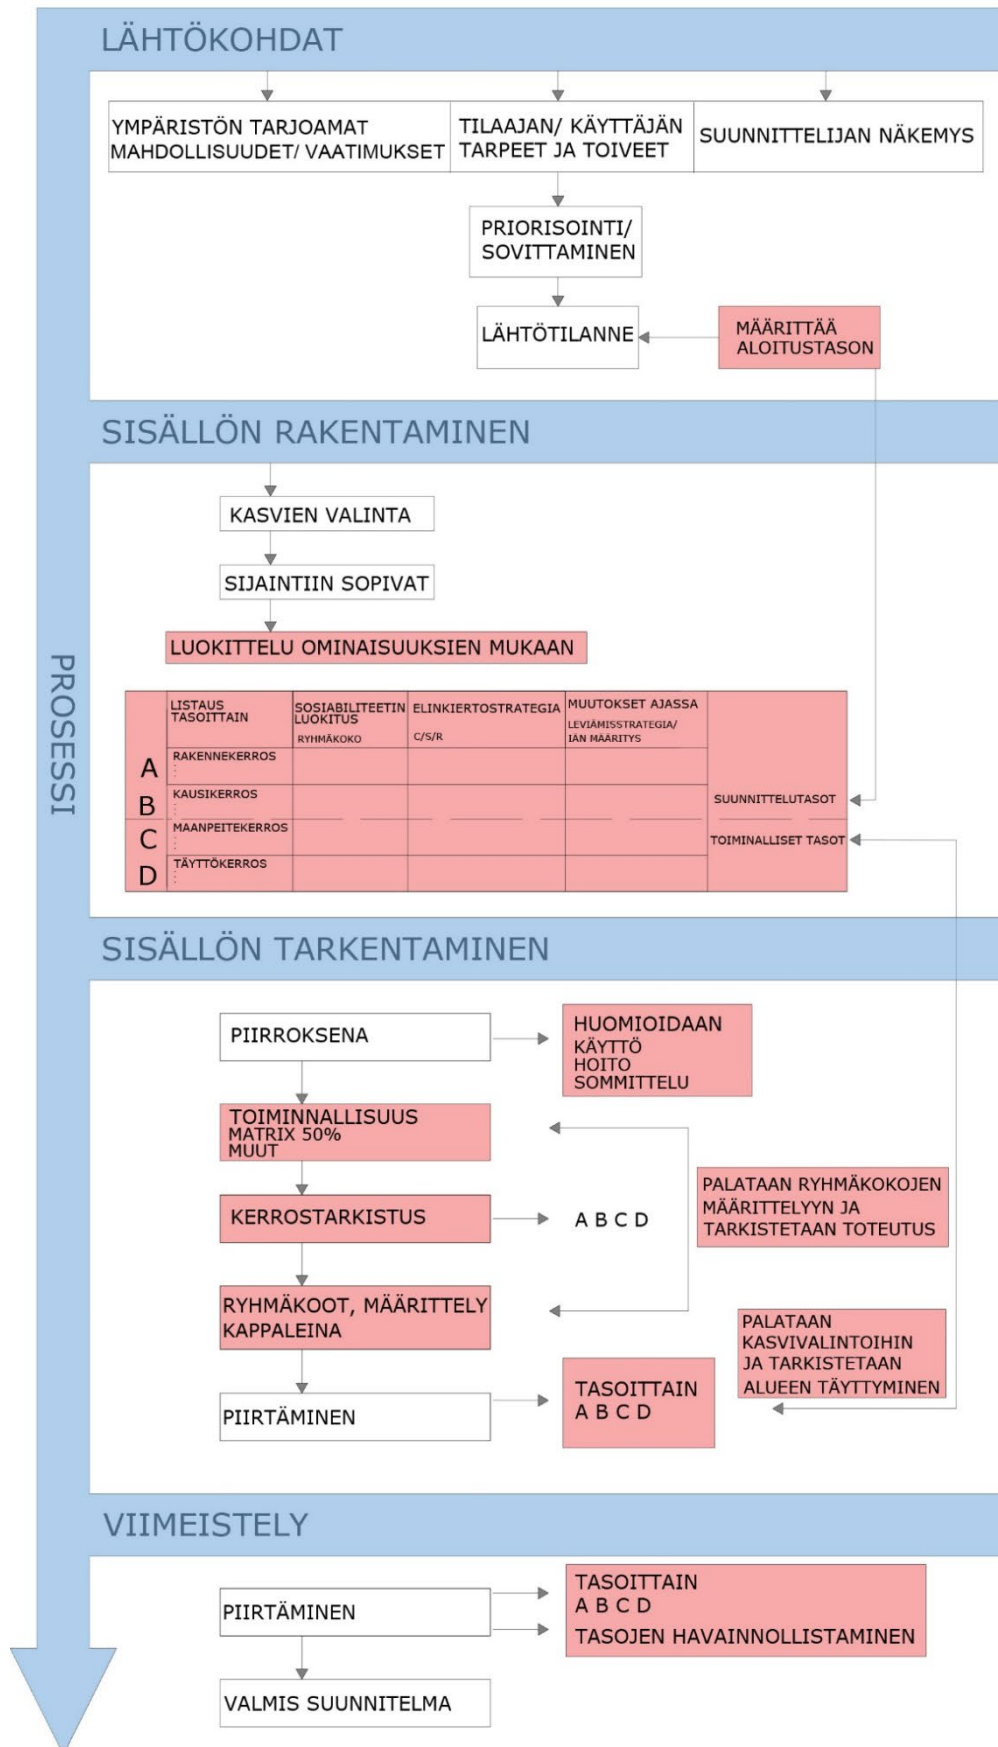 LÄHTÖKOHDAT
YMPÄRISTÖN TARJOAMAT
MAHDOLLISUUDET/ VAATIMUKSET
TILAAJAN/ KÄYTTÄJÄN
TARPEET JA TOIVEET
SUUNNITTELIJAN NÄKEMYS
PRIORISOINTI/
SOVITTAMINEN
LÄHTÖTILANNE
MÄÄRITTÄÄ
ALOITUSTASON
SISÄLLÖN RAKENTAMINEN
KASVIEN VALINTA
SIJAINTIIN SOPIVAT
LUOKITTELU OMINAISUUKSIEN MUKAAN
PROSESSI
LISTAUS
TASOITTAIN
SOSIABILITEETIN
LUOKITUS
RYHMÄKOKO
ELINKIERTOSTRATEGIA
C/S/R
MUUTOKSET AJASSA
LEVIÄMISSTRATEGIA/
IÄN MÄÄRITYS
A
RAKENNEKERROS
B
KAUSIKERROS
SUUNNITTELUTASOT
C
MAANPEITEKERROS
TOIMINALLISET TASOT
D
TÄYTTÖKERROS
SISÄLLÖN TARKENTAMINEN
PIIRROKSENA
HUOMIOIDAAN
KÄYTTÖ
HOITO
SOMMITTELU
TOIMINNALLISUUS
MATRIX 50%
MUUT
KERROSTARKISTUS
A B C D
PALATAAN RYHMÄKOKOJEN
MÄÄRITTELYYN JA
TARKISTETAAN TOTEUTUS
RYHMÄKOOT, MÄÄRITTELY
KAPPALEINA
PALATAAN
KASVIVALINTOIHIN
JA TARKISTETAAN
ALUEEN TÄYTTYMINEN
PIIRTÄMINEN
TASOITTAIN
A B C D
VIIMEISTELY
PIIRTÄMINEN
TASOITTAIN
A B C D
TASOJEN HAVAINNOLLISTAMINEN
VALMIS SUUNNITELMA